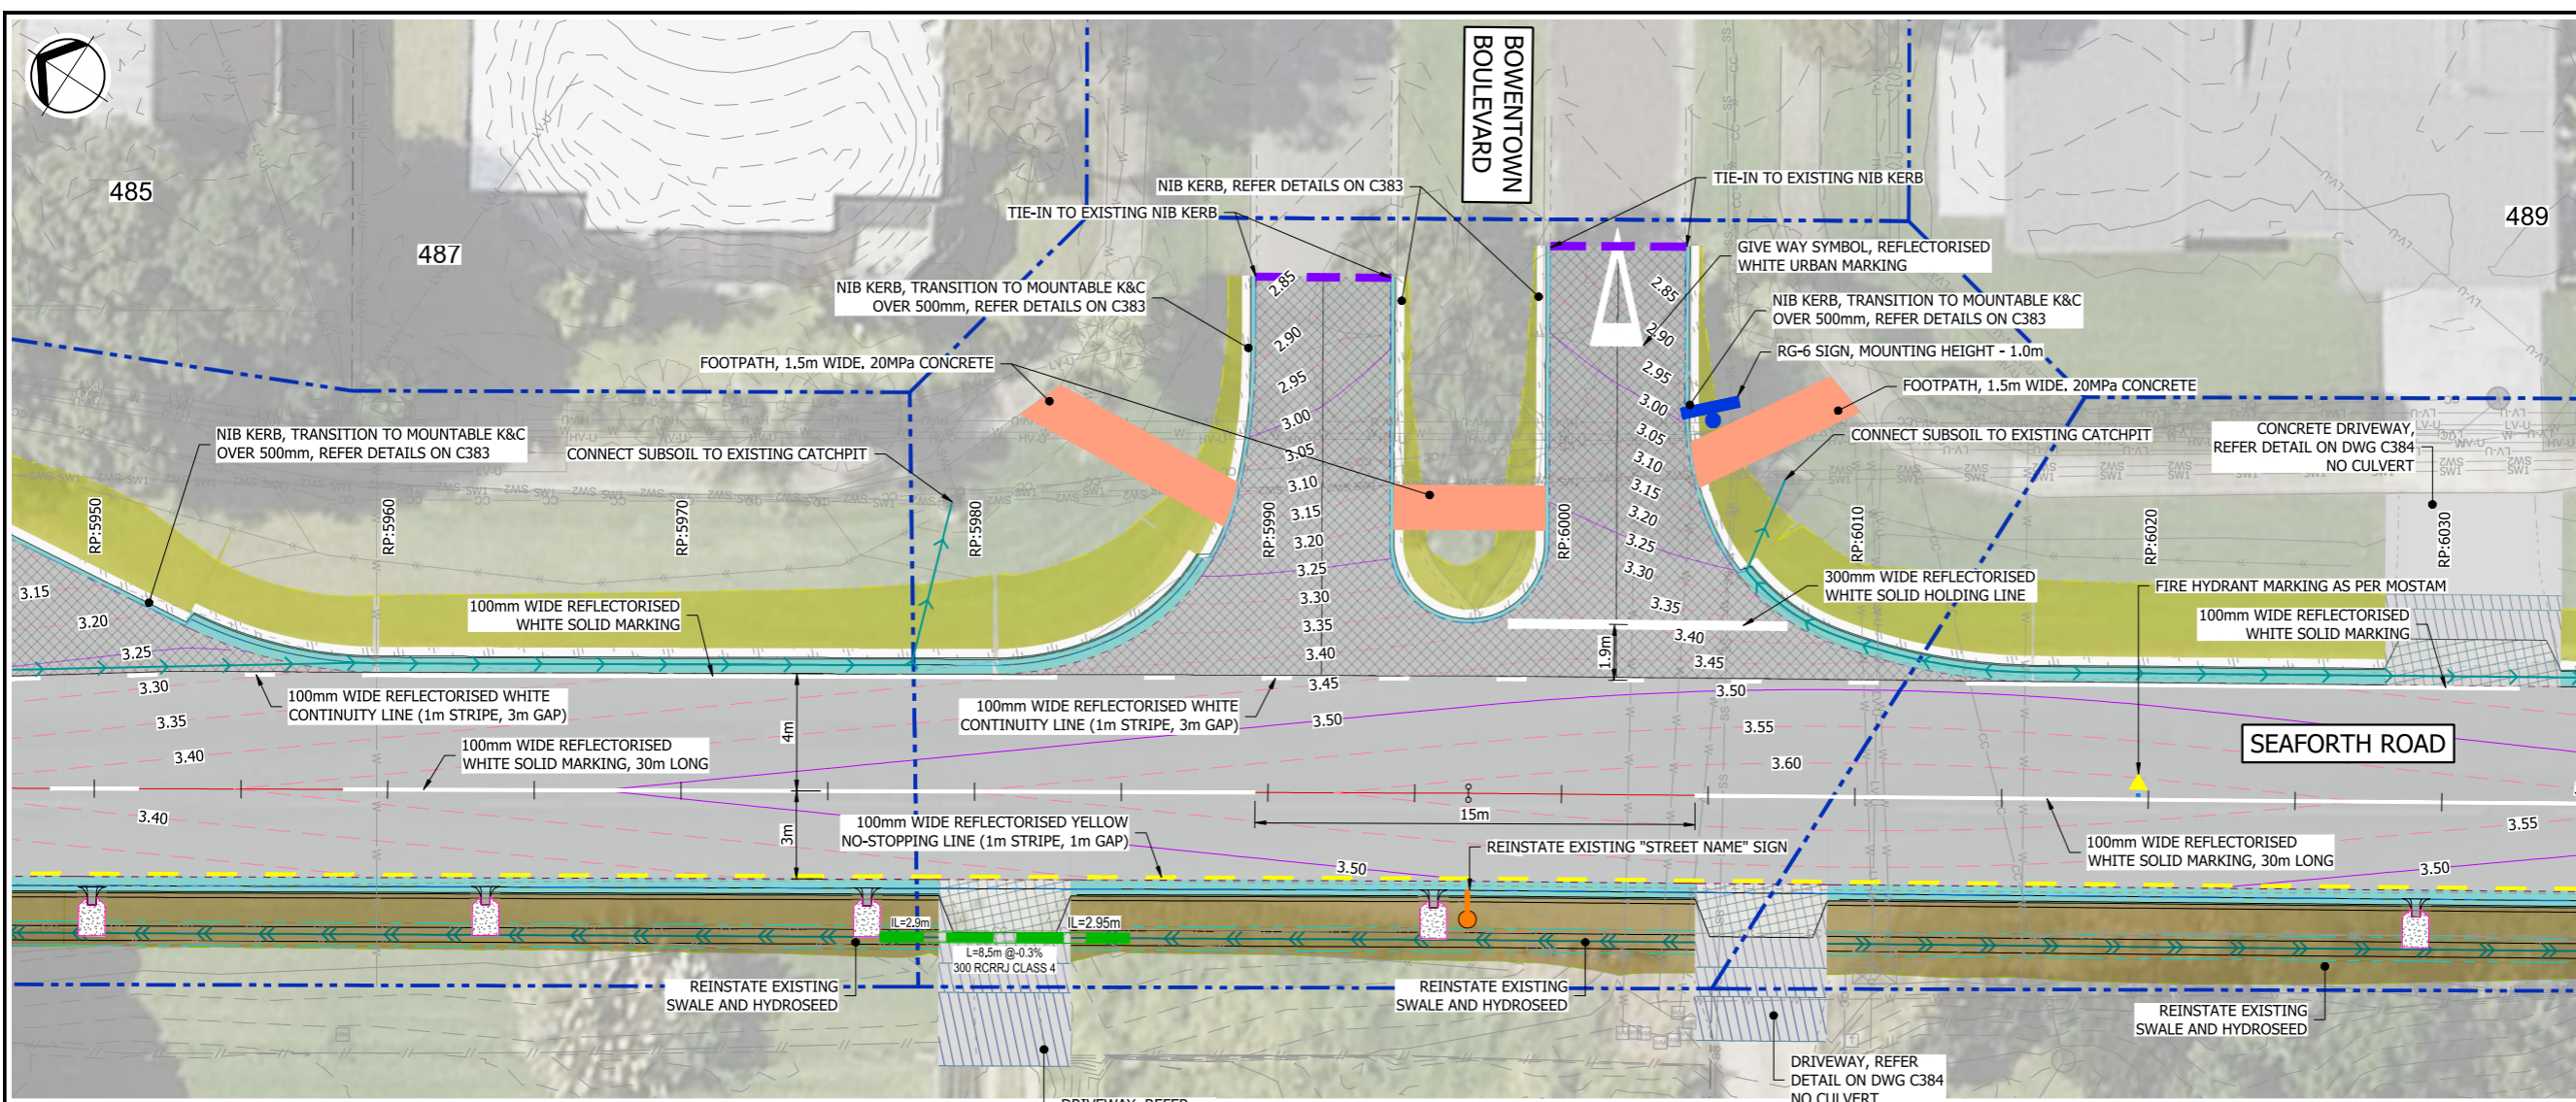 BOWENTOWN
BOULEVARD
485
487
489
NIB KERB, REFER DETAILS ON C383
TIE-IN TO EXISTING NIB KERB
TIE-IN TO EXISTING NIB KERB
GIVE WAY SYMBOL, REFLECTORISED
WHITE URBAN MARKING
NIB KERB, TRANSITION TO MOUNTABLE K&C
OVER 500mm, REFER DETAILS ON C383
NIB KERB, TRANSITION TO MOUNTABLE K&C
OVER 500mm, REFER DETAILS ON C383
RG-6 SIGN, MOUNTING HEIGHT - 1.0m
FOOTPATH, 1.5m WIDE. 20MPa CONCRETE
FOOTPATH, 1.5m WIDE. 20MPa CONCRETE
NIB KERB, TRANSITION TO MOUNTABLE K&C
OVER 500mm, REFER DETAILS ON C383
CONNECT SUBSOIL TO EXISTING CATCHPIT
CONNECT SUBSOIL TO EXISTING CATCHPIT
CONCRETE DRIVEWAY,
REFER DETAIL ON DWG C384
NO CULVERT
RP:5950
RP:5960
RP:5970
RP:5980
RP:5990
RP:6000
RP:6010
RP:6020
RP:6030
2.85
2.90
2.95
3.00
3.05
3.10
3.15
3.20
3.25
3.30
3.35
3.40
3.45
3.50
2.85
2.90
2.95
3.00
3.05
3.10
3.15
3.20
3.25
3.30
3.35
3.40
3.45
3.50
3.55
3.60
3.15
3.20
3.25
3.30
3.35
3.40
3.40
100mm WIDE REFLECTORISED
WHITE SOLID MARKING
300mm WIDE REFLECTORISED
WHITE SOLID HOLDING LINE
FIRE HYDRANT MARKING AS PER MOSTAM
100mm WIDE REFLECTORISED
WHITE SOLID MARKING
1.9m
100mm WIDE REFLECTORISED WHITE
CONTINUITY LINE (1m STRIPE, 3m GAP)
100mm WIDE REFLECTORISED WHITE
CONTINUITY LINE (1m STRIPE, 3m GAP)
SEAFORTH ROAD
4m
100mm WIDE REFLECTORISED
WHITE SOLID MARKING, 30m LONG
3m
15m
100mm WIDE REFLECTORISED YELLOW
NO-STOPPING LINE (1m STRIPE, 1m GAP)
REINSTATE EXISTING "STREET NAME" SIGN
100mm WIDE REFLECTORISED
WHITE SOLID MARKING, 30m LONG
3.55
3.50
3.50
IL=2.9m
IL=2.95m
L=8.5m @-0.3%
300 RCRRJ CLASS 4
REINSTATE EXISTING
SWALE AND HYDROSEED
REINSTATE EXISTING
SWALE AND HYDROSEED
REINSTATE EXISTING
SWALE AND HYDROSEED
DRIVEWAY, REFER
DETAIL ON DWG C384
NO CULVERT
DRIVEWAY, REFER